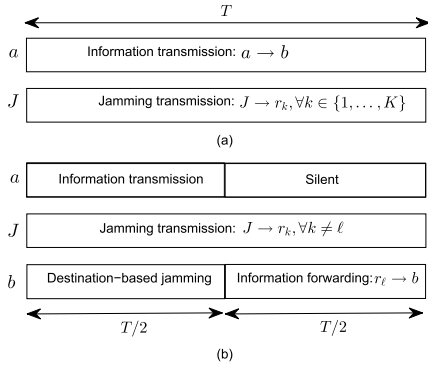 T
a Information transmission: a → b
J Jamming transmission: J → r_k, ∀k ∈ {1, . . . , K}
(a)
a Information transmission Silent
J Jamming transmission: J → r_k, ∀k ≠ ℓ
b Destination−based jamming Information forwarding: r_ℓ → b
T/2 T/2
(b)